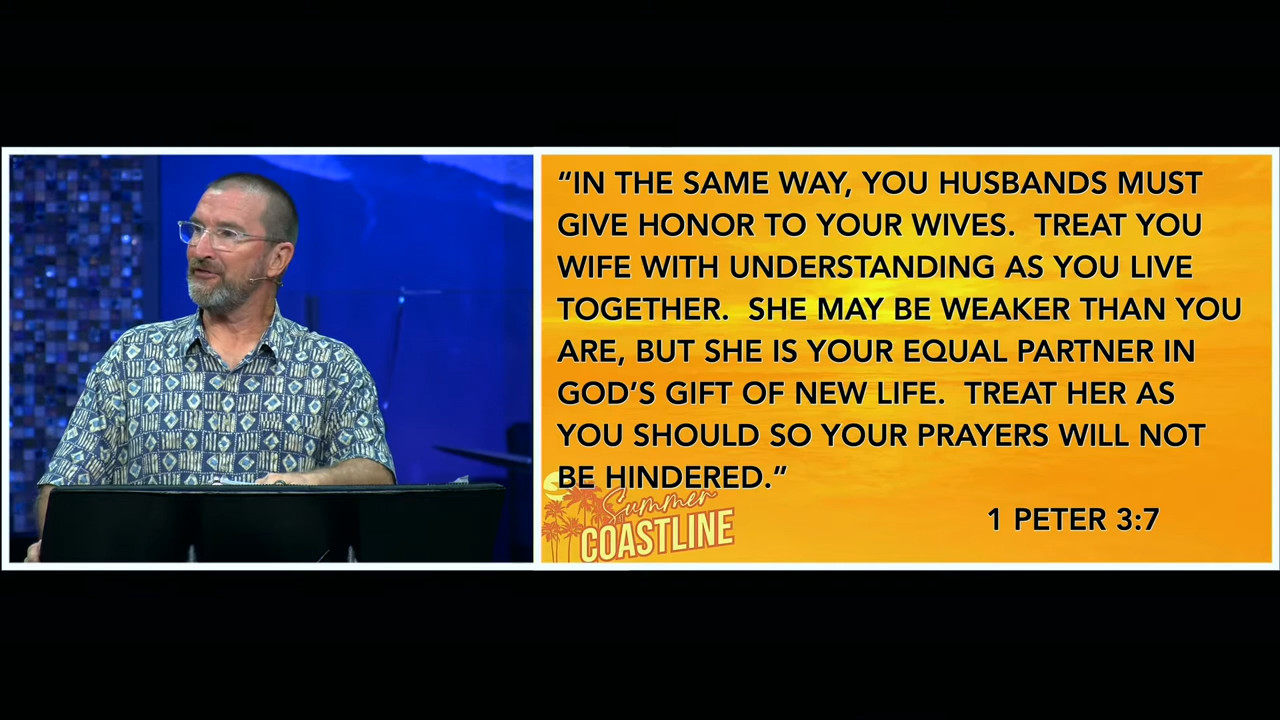 “IN THE SAME WAY, YOU HUSBANDS MUST
GIVE HONOR TO YOUR WIVES. TREAT YOU
WIFE WITH UNDERSTANDING AS YOU LIVE
TOGETHER. SHE MAY BE WEAKER THAN YOU
ARE, BUT SHE IS YOUR EQUAL PARTNER IN
GOD’S GIFT OF NEW LIFE. TREAT HER AS
YOU SHOULD SO YOUR PRAYERS WILL NOT
BE HINDERED.”
1 PETER 3:7
Summer
COASTLINE